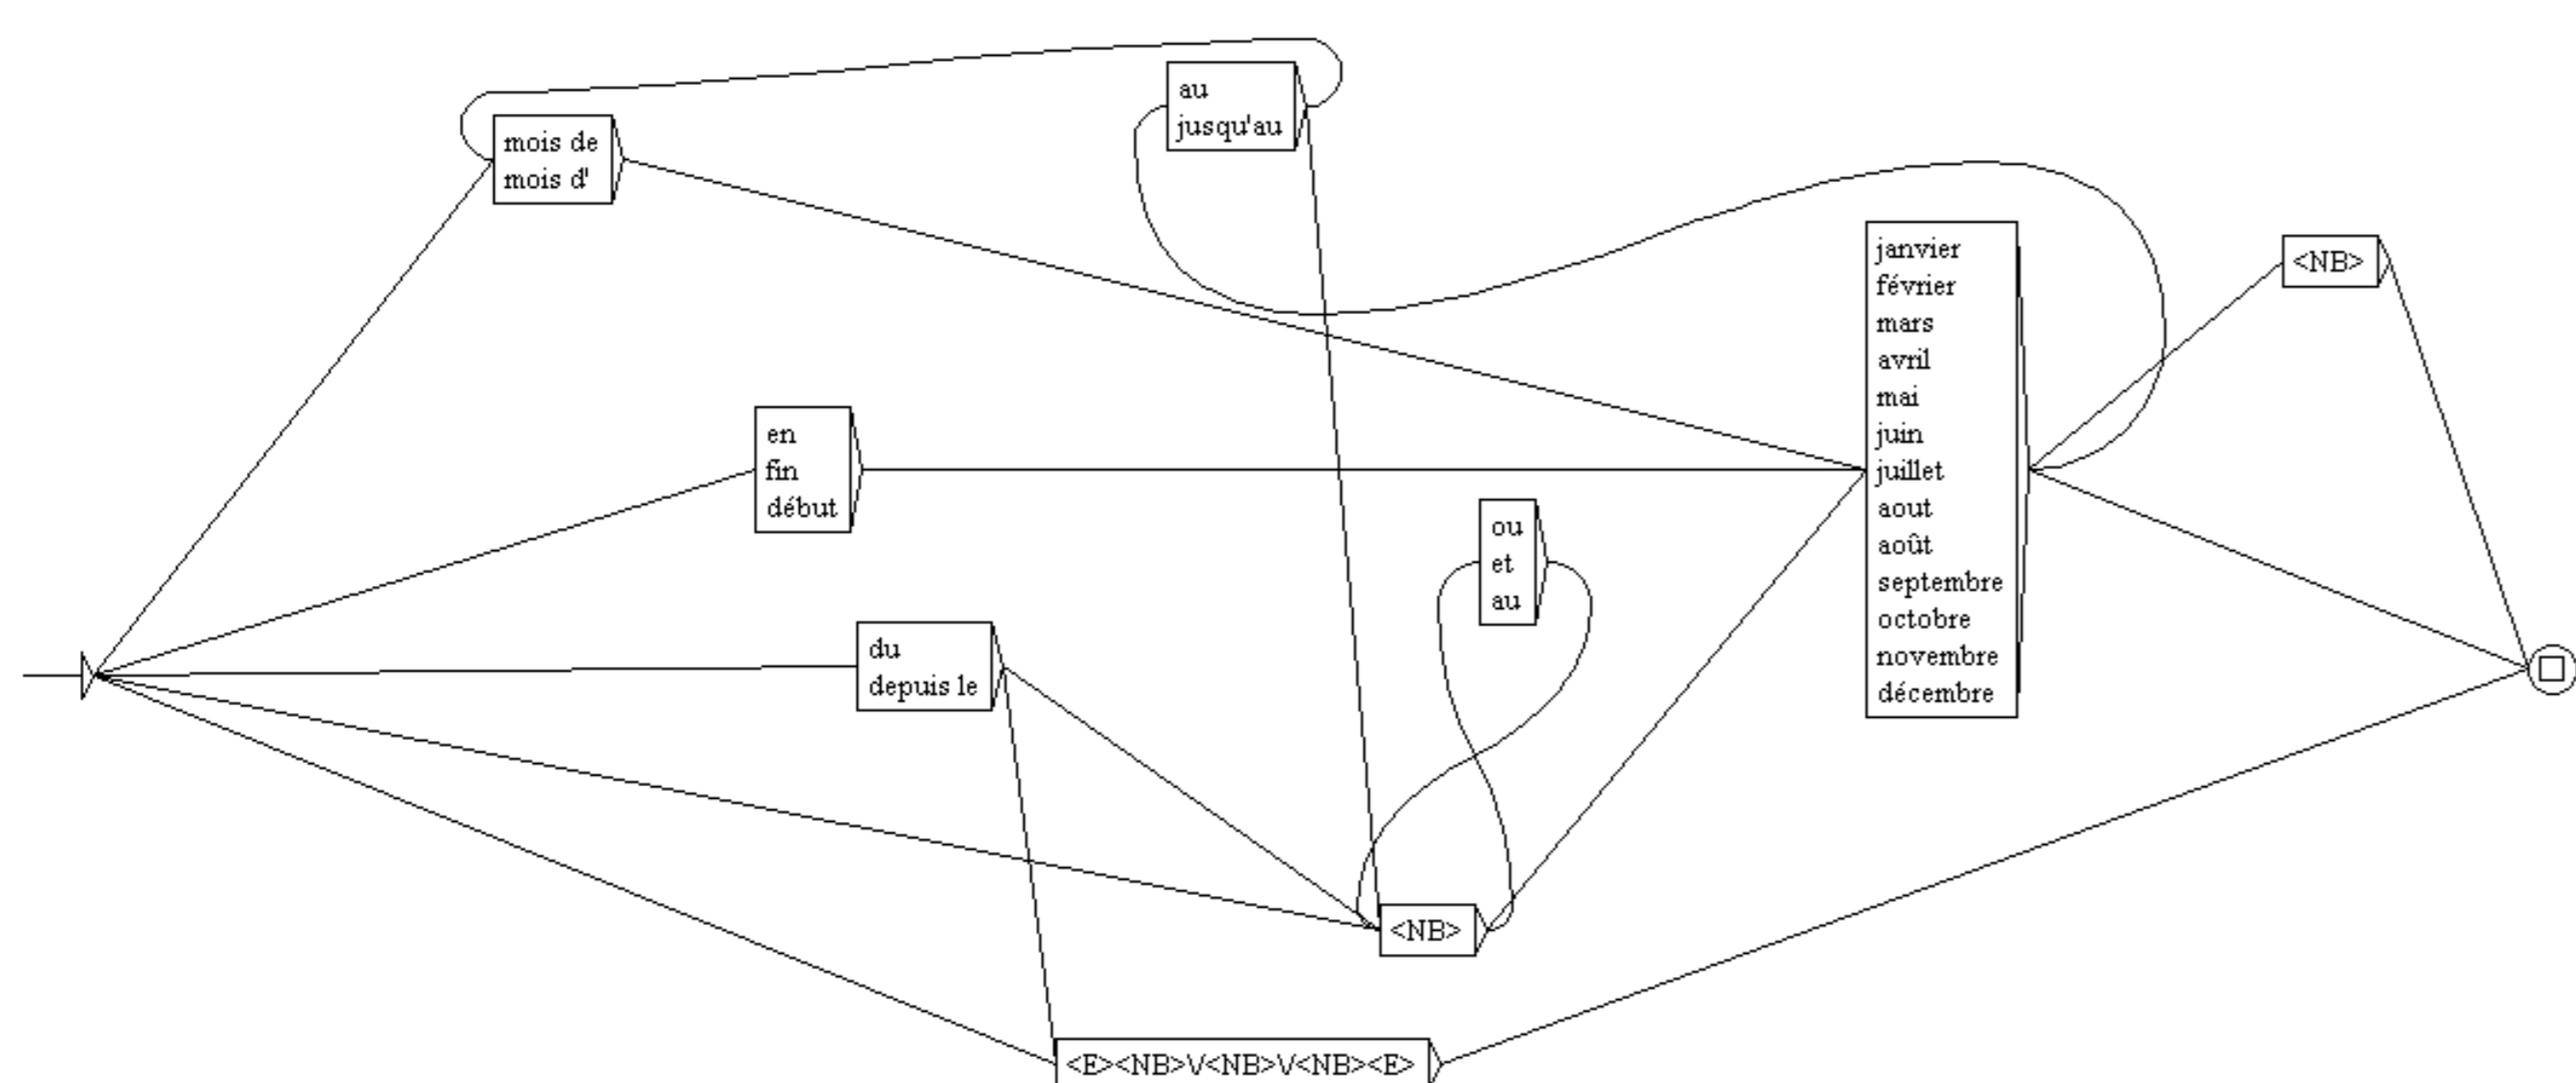 au
jusqu'au
mois de
mois d'
janvier
février
mars
avril
mai
juin
juillet
aout
août
septembre
octobre
novembre
décembre
<NB>
en
fin
début
ou
et
au
du
depuis le
<NB>
<E><NB>\/<NB>\/<NB><E>